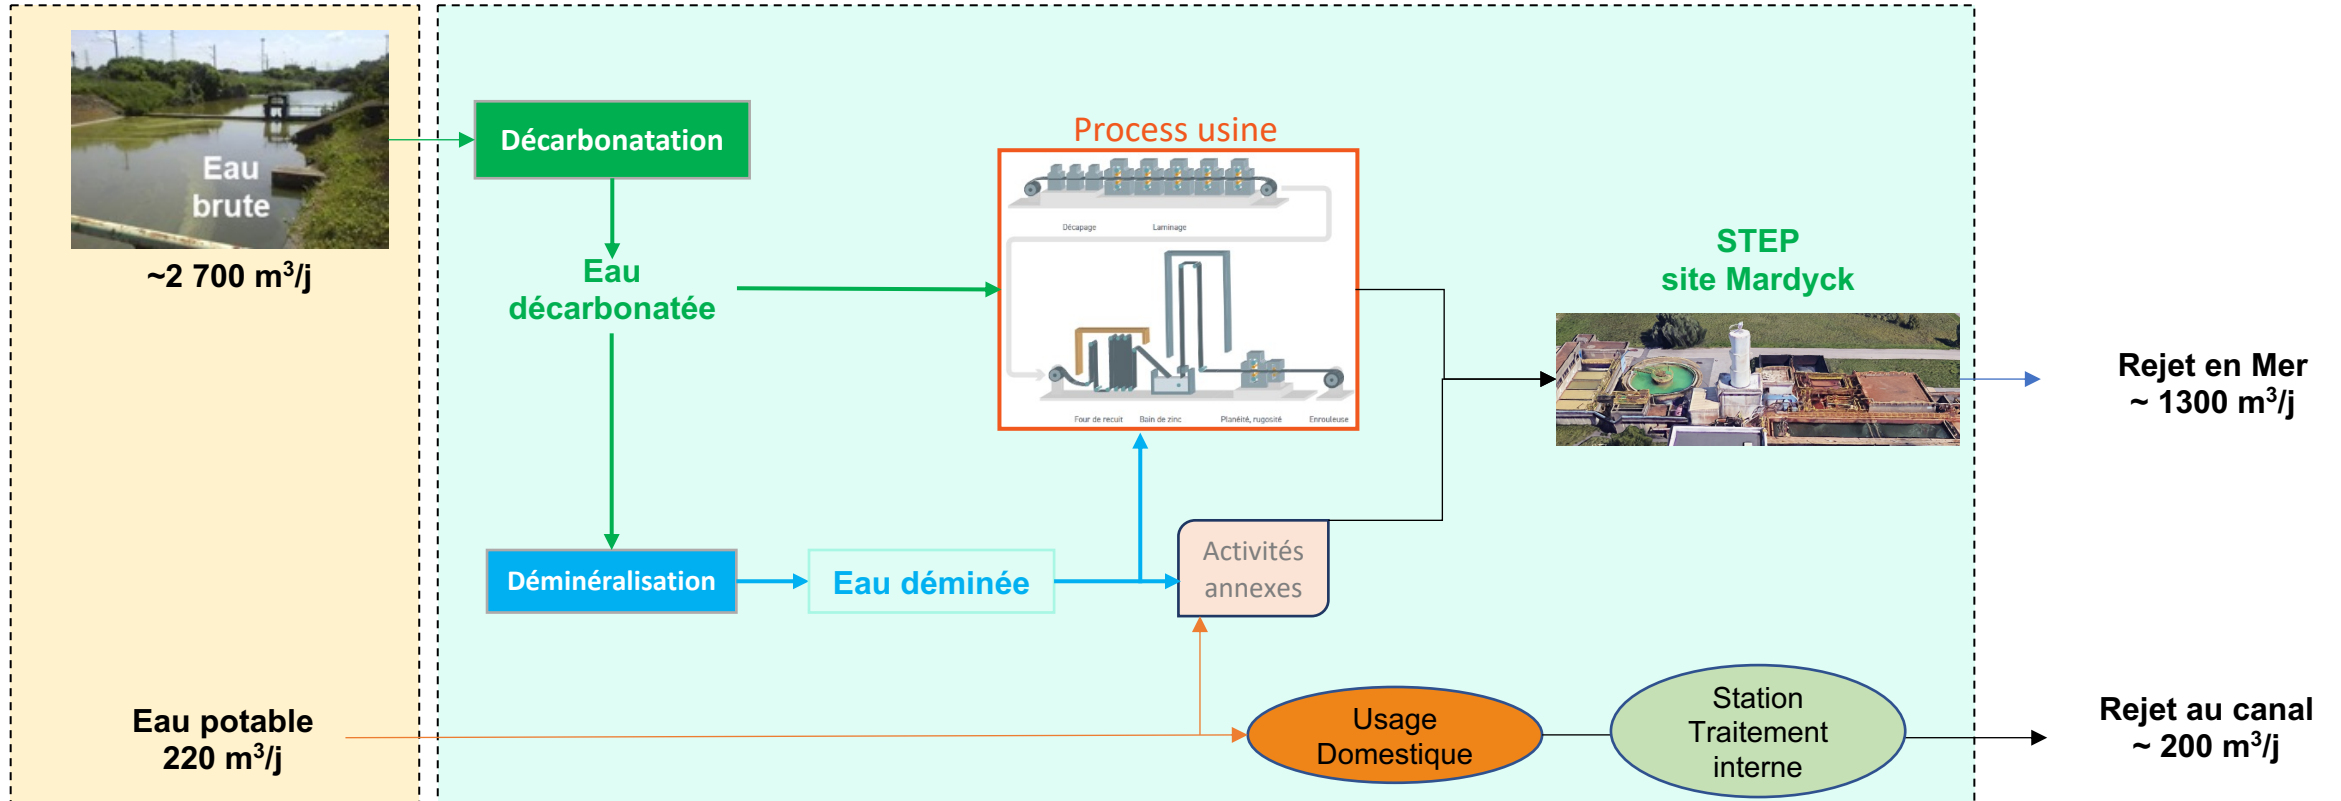 Eau
brute
~2 700 m³/j
Décarbonatation
Eau
décarbonatée
Process usine
Décapage
Laminage
Four de recuit
Bain de zinc
Planéité, rugosité
Enrouleuse
STEP
site Mardyck
Rejet en Mer
~ 1300 m³/j
Déminéralisation
Eau déminée
Activités
annexes
Eau potable
220 m³/j
Usage
Domestique
Station
Traitement
interne
Rejet au canal
~ 200 m³/j